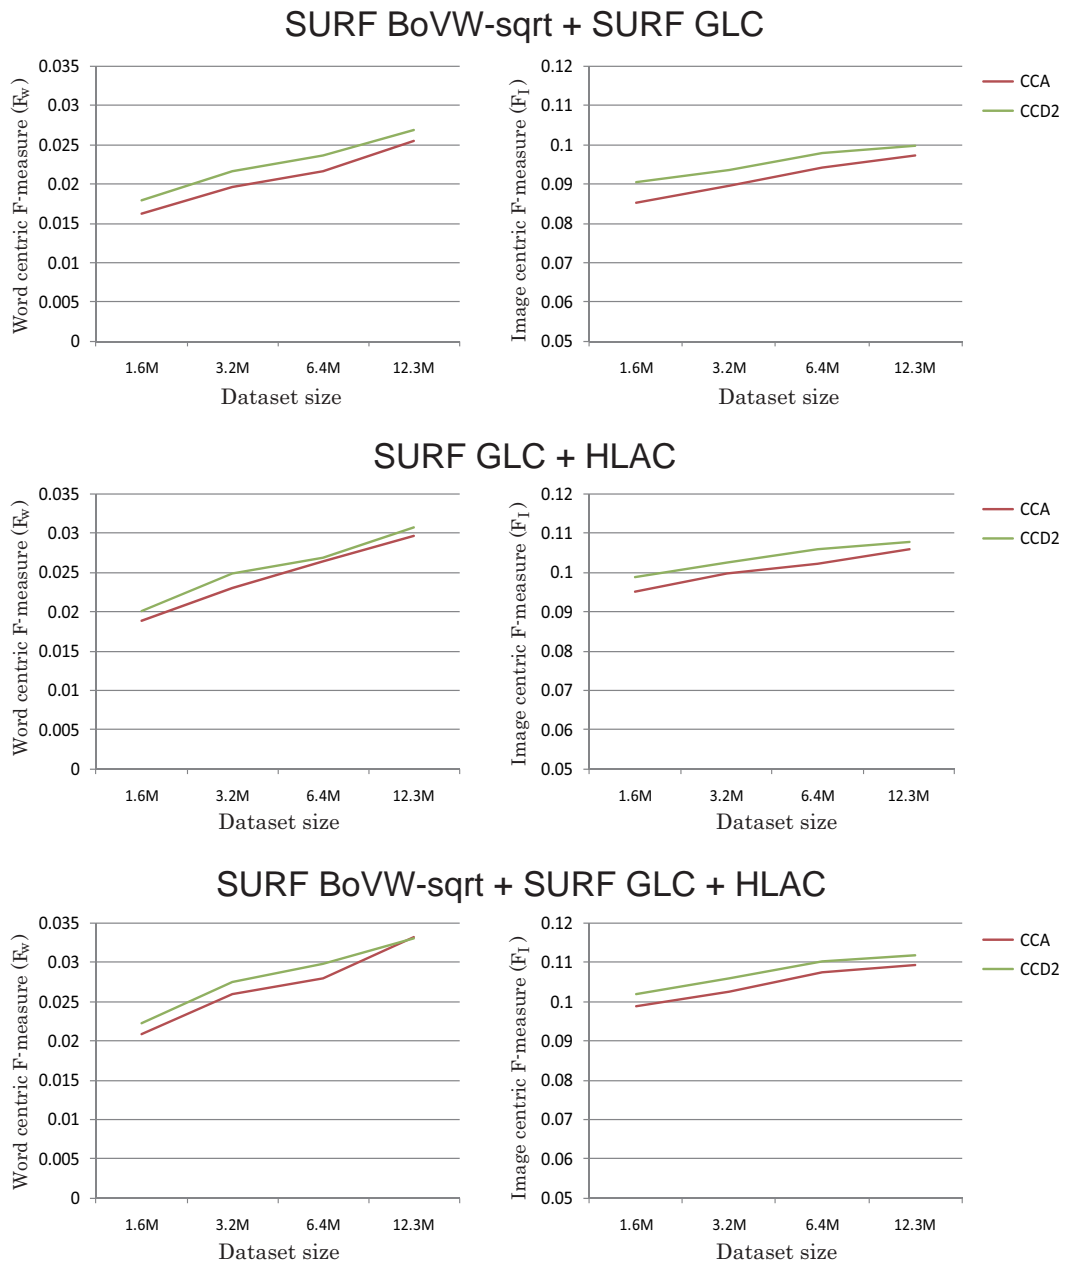 SURF BoVW-sqrt + SURF GLC
Word centric F-measure (Fw)
0.035
0.03
0.025
0.02
0.015
0.01
0.005
0
1.6M 3.2M 6.4M 12.3M
Dataset size
Image centric F-measure (FI)
0.12
0.11
0.1
0.09
0.08
0.07
0.06
0.05
1.6M 3.2M 6.4M 12.3M
Dataset size
CCA
CCD2
SURF GLC + HLAC
Word centric F-measure (Fw)
0.035
0.03
0.025
0.02
0.015
0.01
0.005
0
1.6M 3.2M 6.4M 12.3M
Dataset size
Image centric F-measure (FI)
0.12
0.11
0.1
0.09
0.08
0.07
0.06
0.05
1.6M 3.2M 6.4M 12.3M
Dataset size
CCA
CCD2
SURF BoVW-sqrt + SURF GLC + HLAC
Word centric F-measure (Fw)
0.035
0.03
0.025
0.02
0.015
0.01
0.005
0
1.6M 3.2M 6.4M 12.3M
Dataset size
Image centric F-measure (FI)
0.12
0.11
0.1
0.09
0.08
0.07
0.06
0.05
1.6M 3.2M 6.4M 12.3M
Dataset size
CCA
CCD2